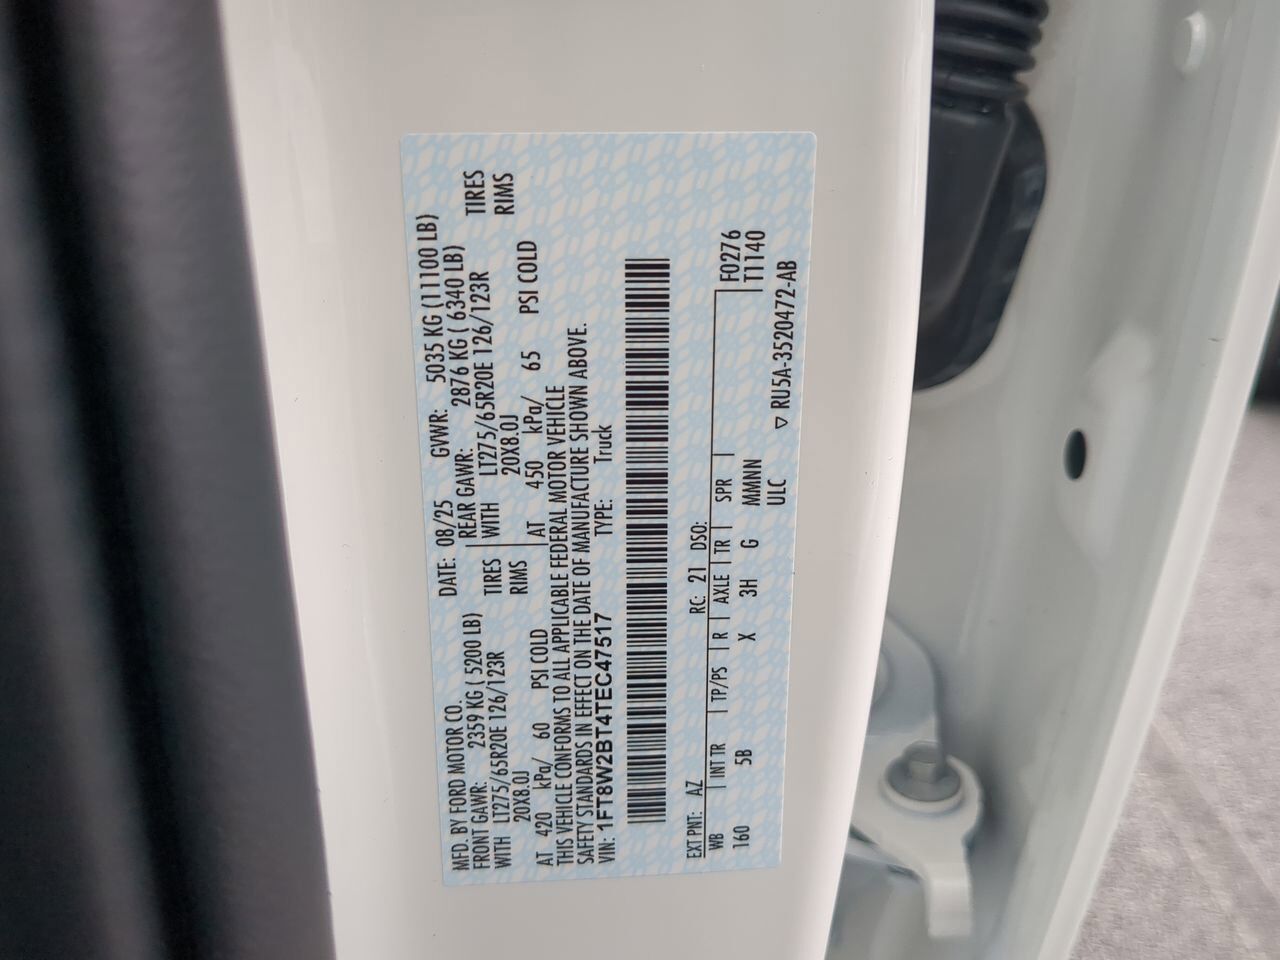 MFD. BY FORD MOTOR CO.
DATE: 08/25 GVWR: 5035 KG (11100 LB)
FRONT GAWR: 2359 KG ( 5200 LB) REAR GAWR: 2876 KG ( 6340 LB)
WITH LT275/65R20E 126/123R TIRES WITH LT275/65R20E 126/123R TIRES
20X8.0J RIMS 20X8.0J RIMS
AT 420 kPa/ 60 PSI COLD AT 450 kPa/ 65 PSI COLD
THIS VEHICLE CONFORMS TO ALL APPLICABLE FEDERAL MOTOR VEHICLE
SAFETY STANDARDS IN EFFECT ON THE DATE OF MANUFACTURE SHOWN ABOVE.
VIN: 1FT8W2BT4TEC47517 TYPE: Truck
EXT PNT: AZ RC: 21 DSO:
WB INT TR TP/PS R AXLE TR SPR F0276
160 5B X 3H G MMNN T1140
ULC ▽ RU5A-3520472-AB